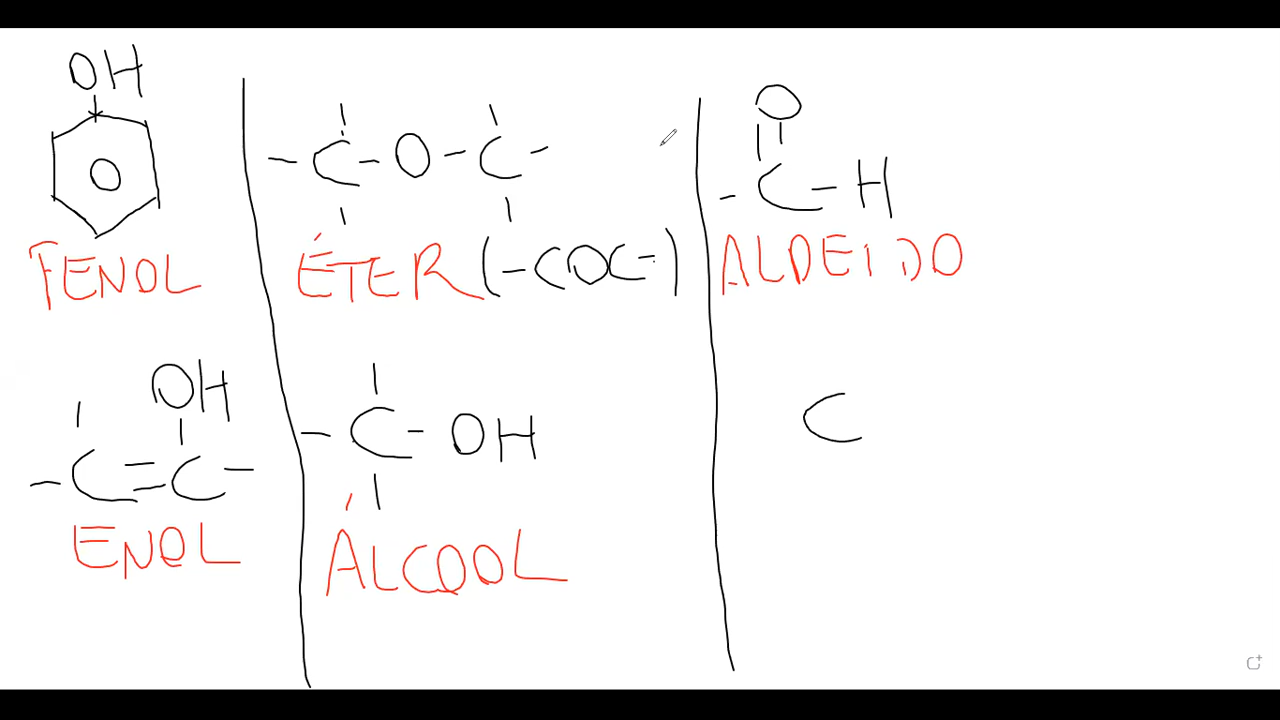 OH
FENOL
OH
C=C
ENOL
-C-O-C-
ÉTER (-COC-)
-C-OH
ÁLCOOL
O
-C-H
ALDEIDO
C